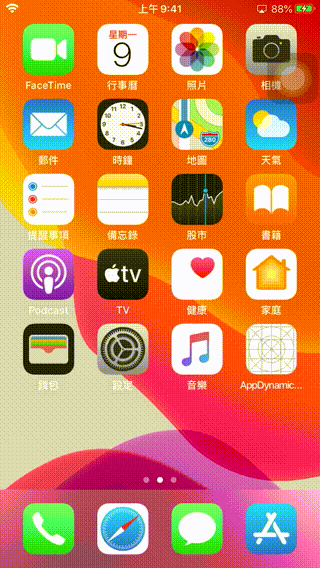 上午 9:41
88%
星期一
9
FaceTime 行事曆 照片 相機
280
郵件 時鐘 地圖 天氣
提醒事項 備忘錄 股市 書籍
tv
Podcast TV 健康 家庭
錢包 設定 音樂 AppDynamic...